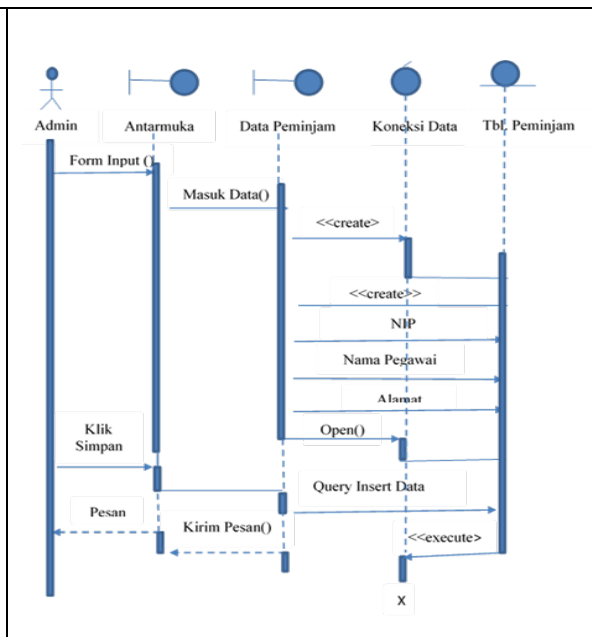 Admin
Antarmuka
Data Peminjam
Koneksi Data
Tbl. Peminjam
Form Input ()
Masuk Data()
<<create>
<<create>>
NIP
Nama Pegawai
Alamat
Open()
Klik
Simpan
Query Insert Data
Pesan
Kirim Pesan()
<<execute>
X